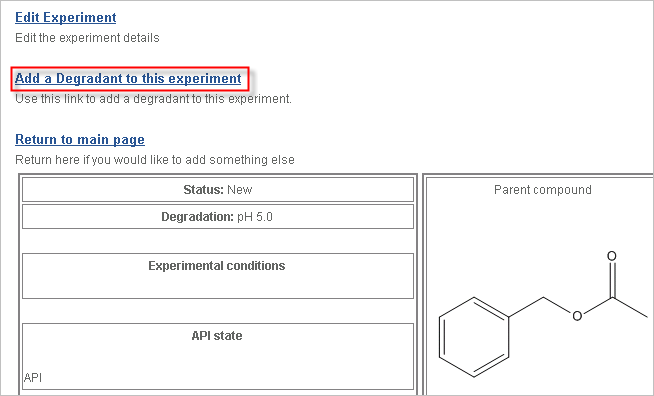 Edit Experiment
Edit the experiment details
Add a Degradant to this experiment
Use this link to add a degradant to this experiment.
Return to main page
Return here if you would like to add something else
Status: New
Degradation: pH 5.0
Experimental conditions
API state
API
Parent compound
O
O